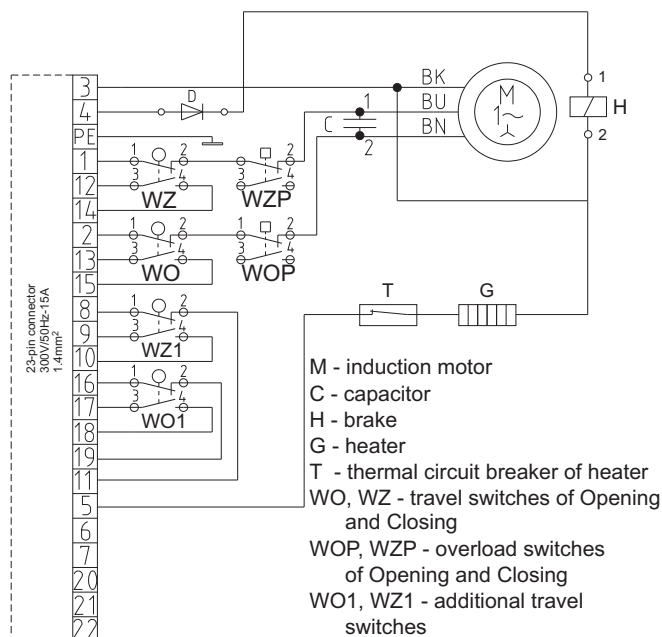 23-pin connector
300V/50Hz-15A
1.4mm²
3
4
PE
1
12
14
2
13
15
8
9
10
16
17
18
19
11
5
6
7
20
21
22
D
BK
BU
BN
M
1~
C
1
2
1
H
2
1 2
3 4
WZ
1 2
3 4
WZP
1 2
3 4
WO
1 2
3 4
WOP
1 2
3 4
WZ1
1 2
3 4
WO1
T
G
M - induction motor
C - capacitor
H - brake
G - heater
T - thermal circuit breaker of heater
WO, WZ - travel switches of Opening
and Closing
WOP, WZP - overload switches
of Opening and Closing
WO1, WZ1 - additional travel
switches